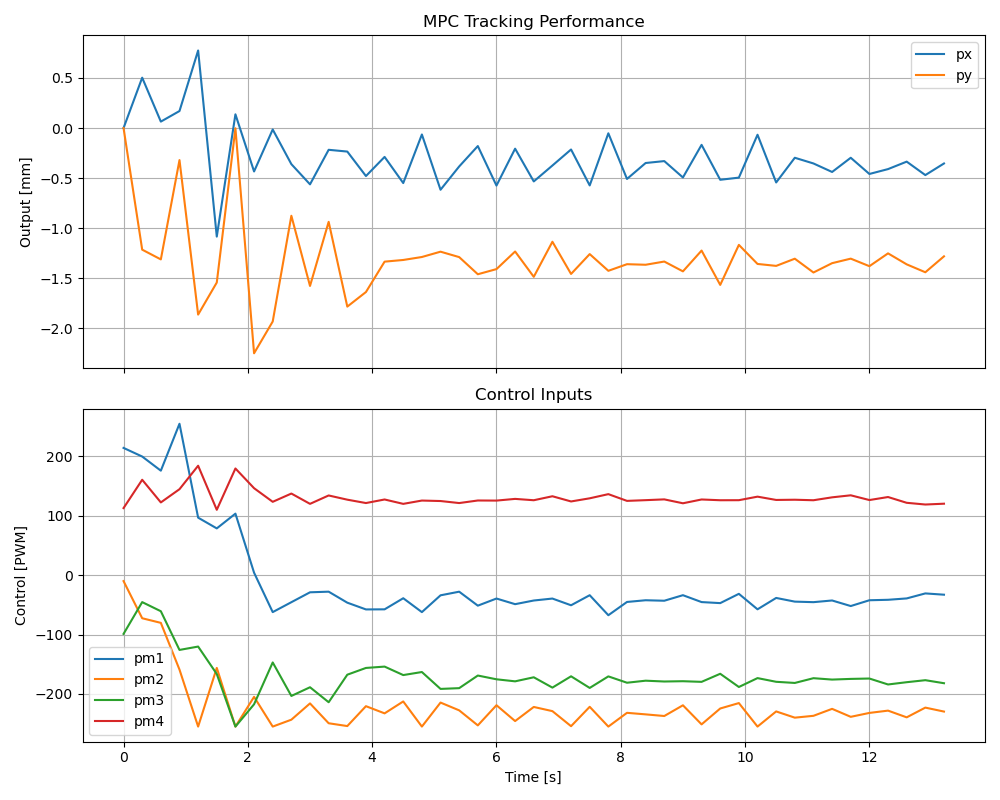 MPC Tracking Performance
Output [mm]
0.5
0.0
−0.5
−1.0
−1.5
−2.0
px
py
Control Inputs
Control [PWM]
200
100
0
−100
−200
pm1
pm2
pm3
pm4
0 2 4 6 8 10 12
Time [s]